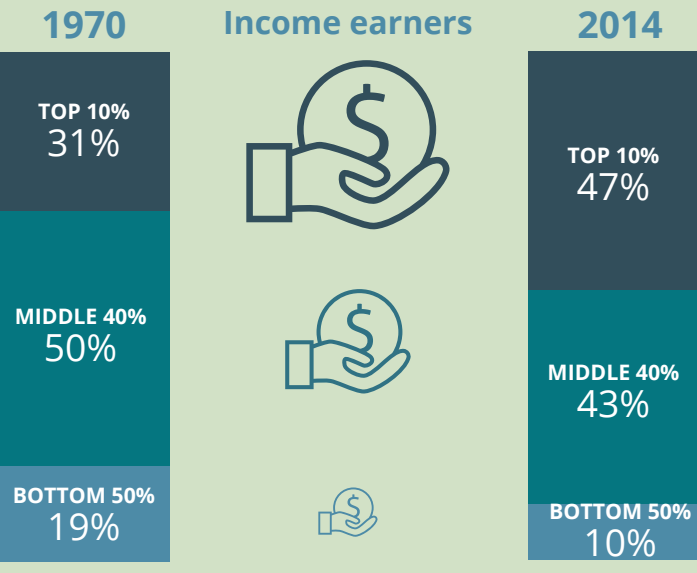 1970
Income earners
2014
TOP 10%
31%
MIDDLE 40%
50%
BOTTOM 50%
19%
$
$
$
TOP 10%
47%
MIDDLE 40%
43%
BOTTOM 50%
10%